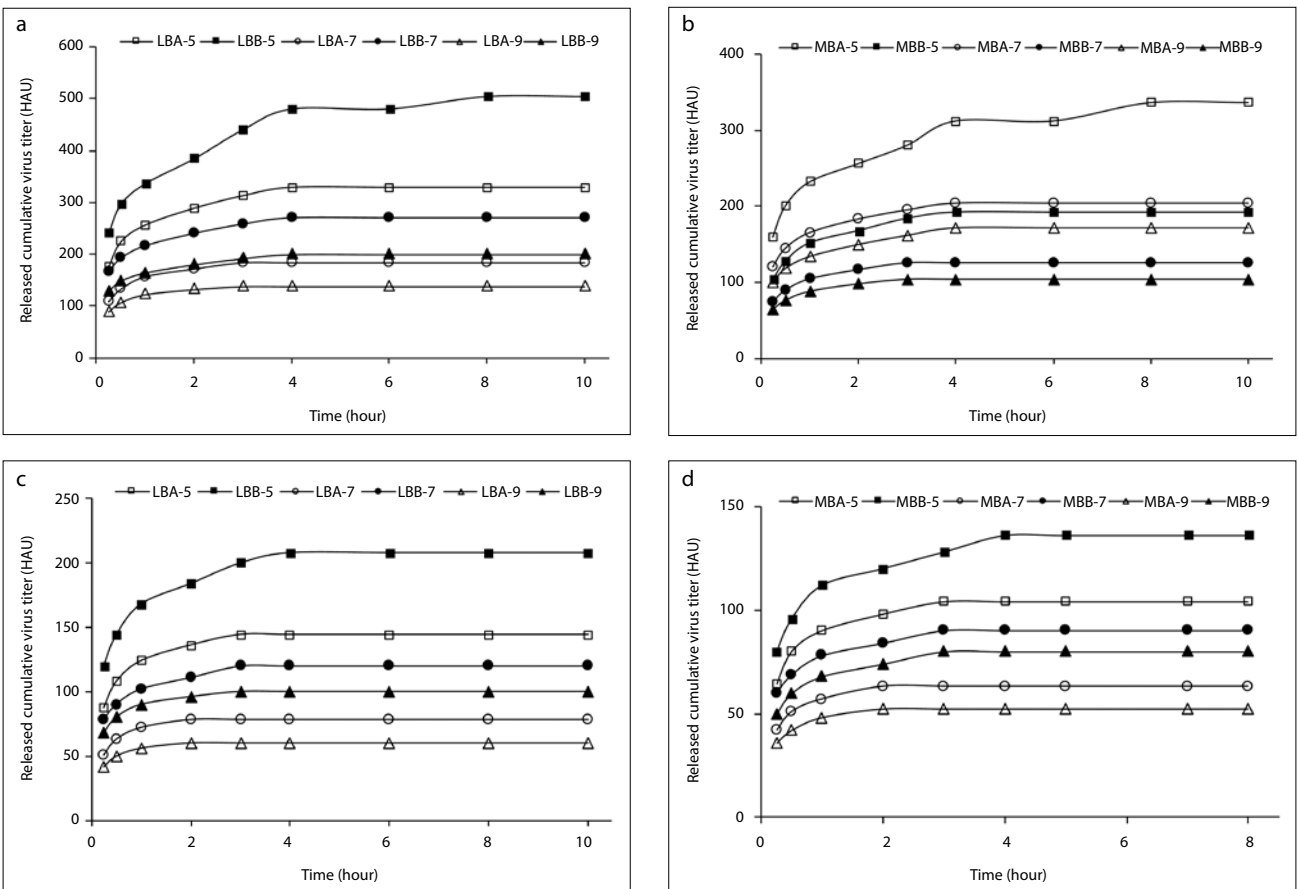 a
LBA-5 LBB-5 LBA-7 LBB-7 LBA-9 LBB-9
600
500
400
300
200
100
0
Released cumulative virus titer (HAU)
0 2 4 6 8 10
Time (hour)
b
MBA-5 MBB-5 MBA-7 MBB-7 MBA-9 MBB-9
400
300
200
100
0
Released cumulative virus titer (HAU)
0 2 4 6 8 10
Time (hour)
c
LBA-5 LBB-5 LBA-7 LBB-7 LBA-9 LBB-9
250
200
150
100
50
0
Released cumulative virus titer (HAU)
0 2 4 6 8 10
Time (hour)
d
MBA-5 MBB-5 MBA-7 MBB-7 MBA-9 MBB-9
150
100
50
0
Released cumulative virus titer (HAU)
0 2 4 6 8
Time (hour)